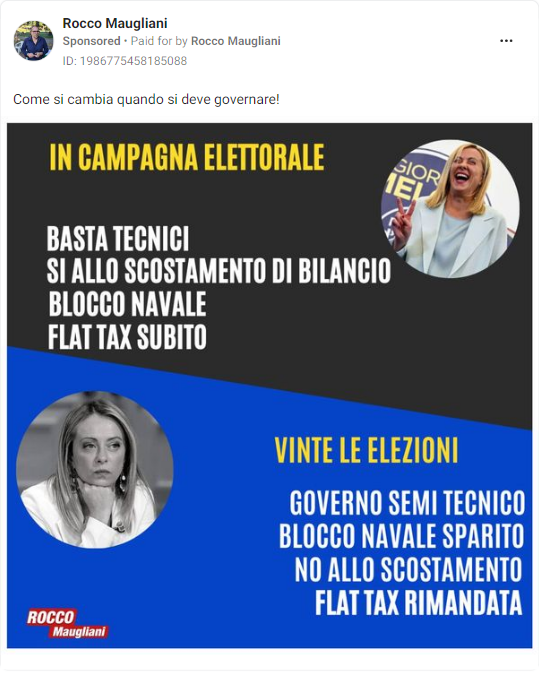 Rocco Maugliani
Sponsored • Paid for by Rocco Maugliani
ID: 1986775458185088
Come si cambia quando si deve governare!
IN CAMPAGNA ELETTORALE
GIOR
MEL
BASTA TECNICI
SI ALLO SCOSTAMENTO DI BILANCIO
BLOCCO NAVALE
FLAT TAX SUBITO
VINTE LE ELEZIONI
GOVERNO SEMI TECNICO
BLOCCO NAVALE SPARITO
NO ALLO SCOSTAMENTO
FLAT TAX RIMANDATA
ROCCO
Maugliani